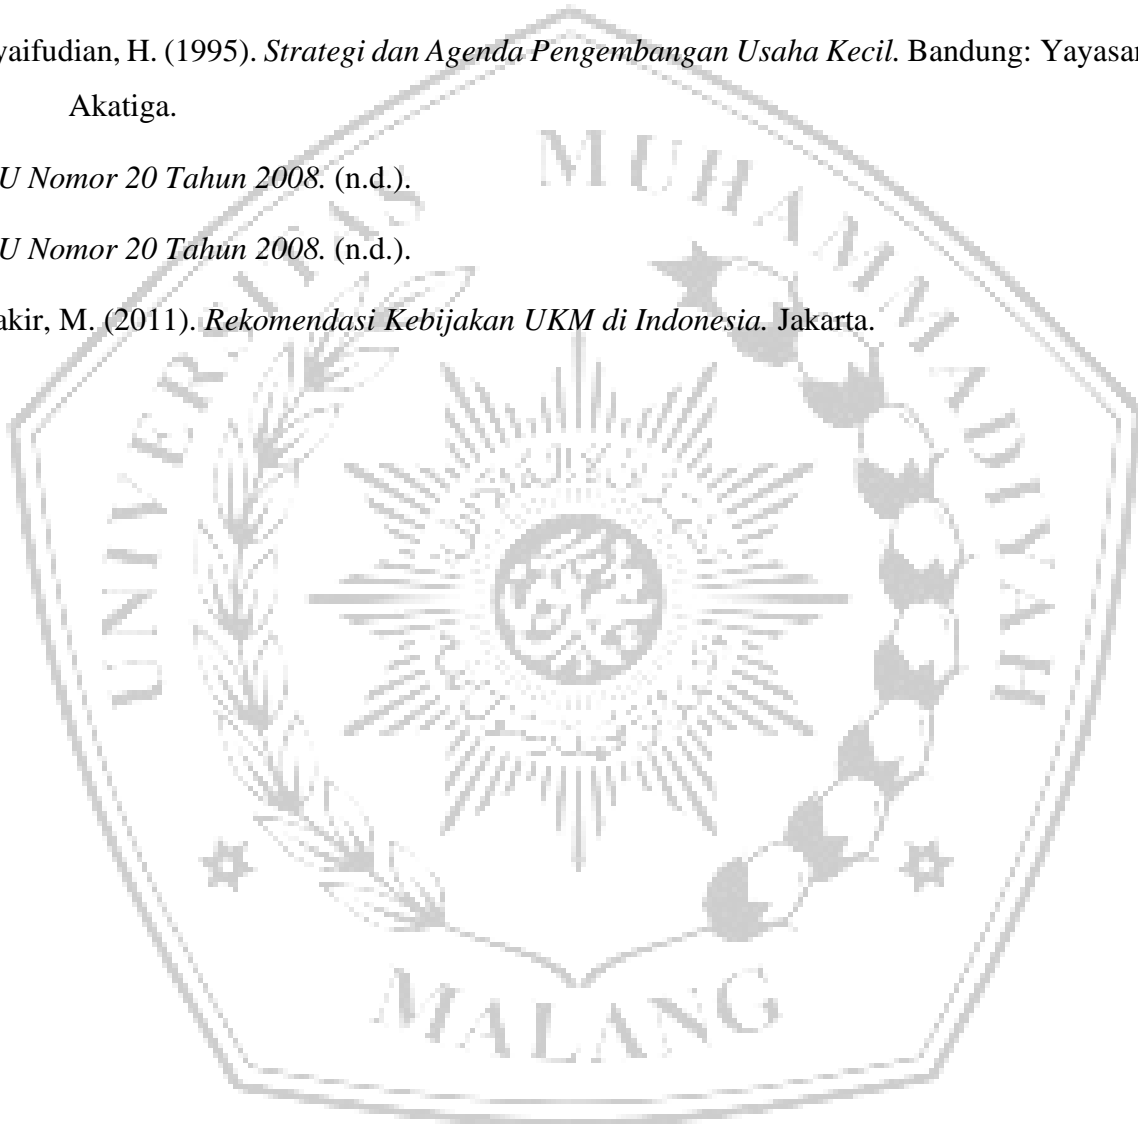 yaifudian, H. (1995). Strategi dan Agenda Pengembangan Usaha Kecil. Bandung: Yayasan
Akatiga.
U Nomor 20 Tahun 2008. (n.d.).
U Nomor 20 Tahun 2008. (n.d.).
akir, M. (2011). Rekomendasi Kebijakan UKM di Indonesia. Jakarta.
UNIVERSITAS MUHAMMADIYAH
MALANG